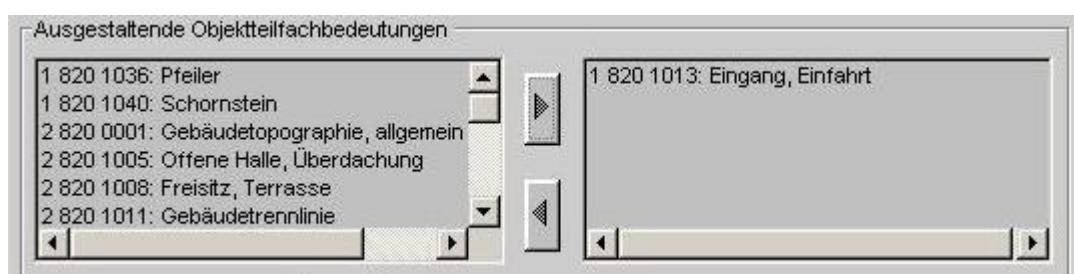 Ausgestaltende Objektteilfachbedeutungen
1 820 1036: Pfeiler
1 820 1040: Schornstein
2 820 0001: Gebäudetopographie, allgemein
2 820 1005: Offene Halle, Überdachung
2 820 1008: Freisitz, Terrasse
2 820 1011: Gebäudetrennlinie
1 820 1013: Eingang, Einfahrt